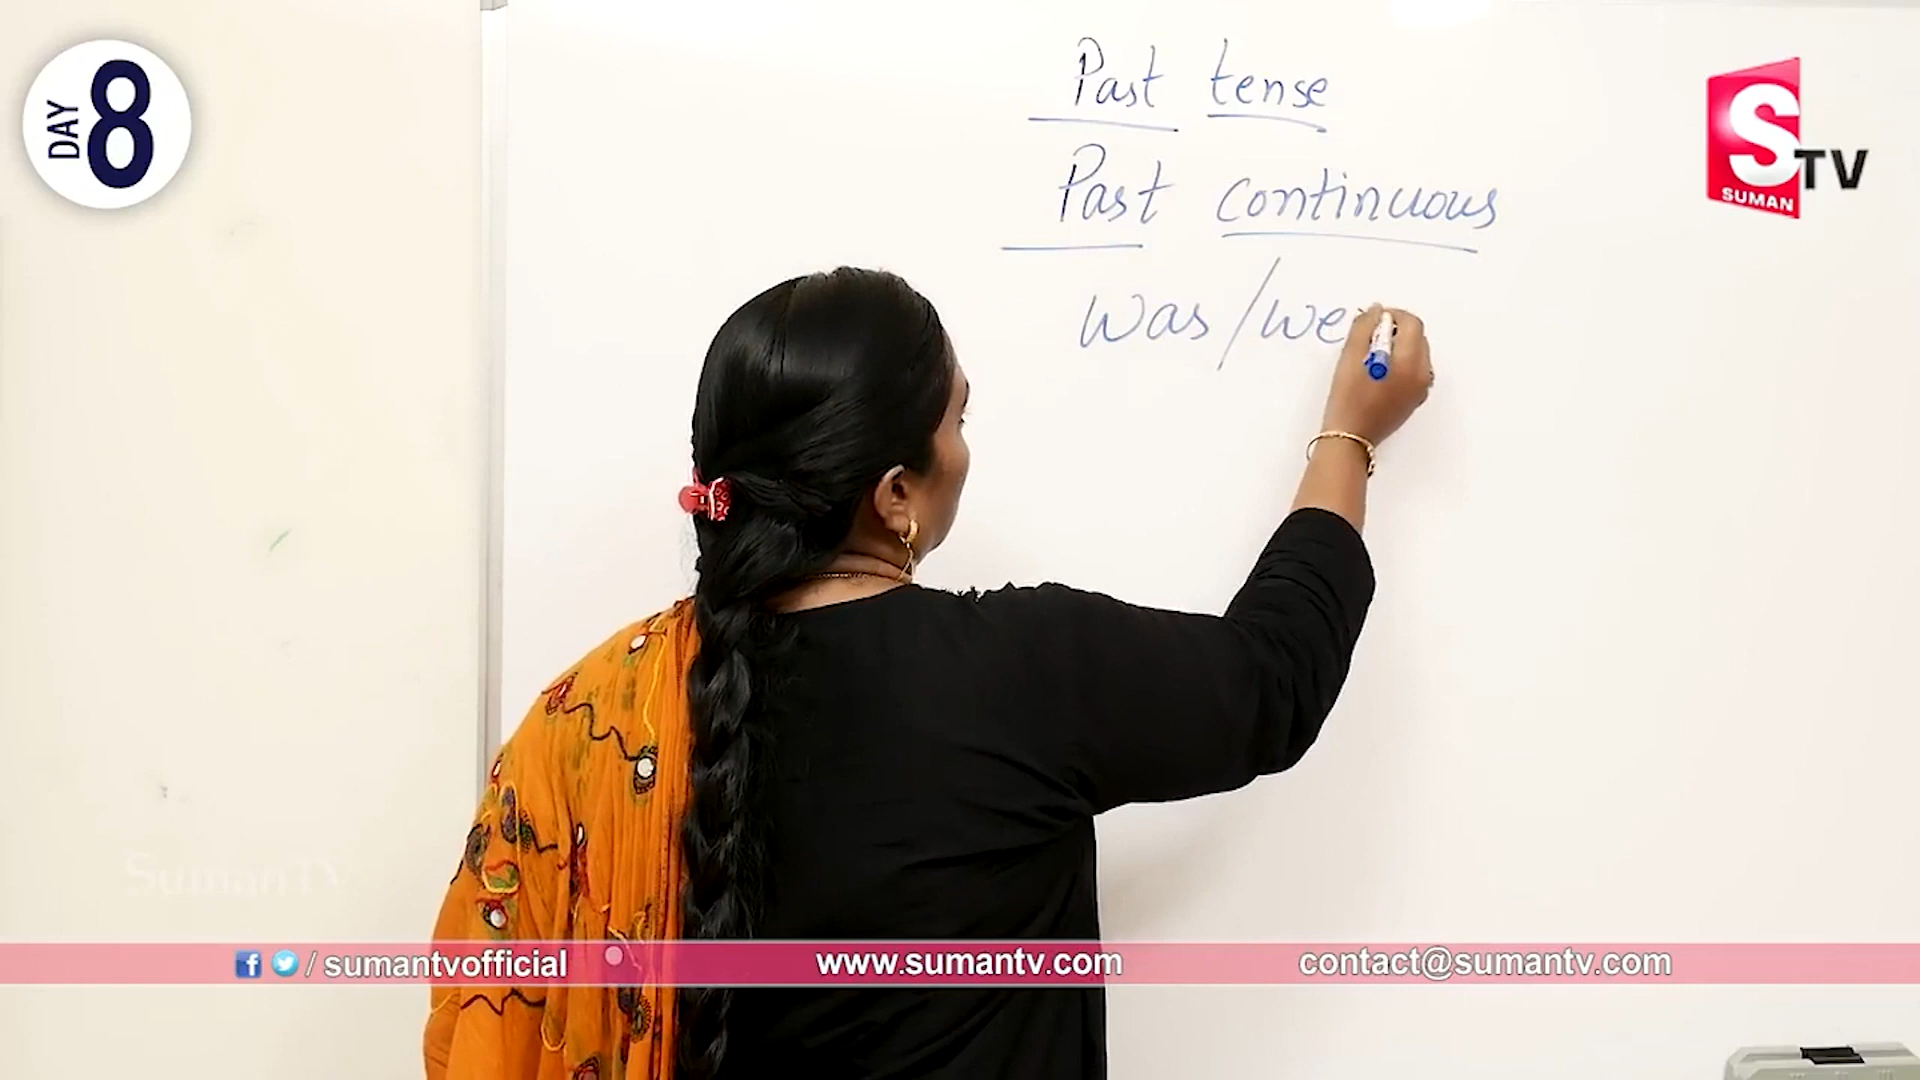 DAY 8
Past tense
Past continuous
was/we
S TV
SUMAN
SumanTV
/ sumantvofficial
www.sumantv.com
contact@sumantv.com